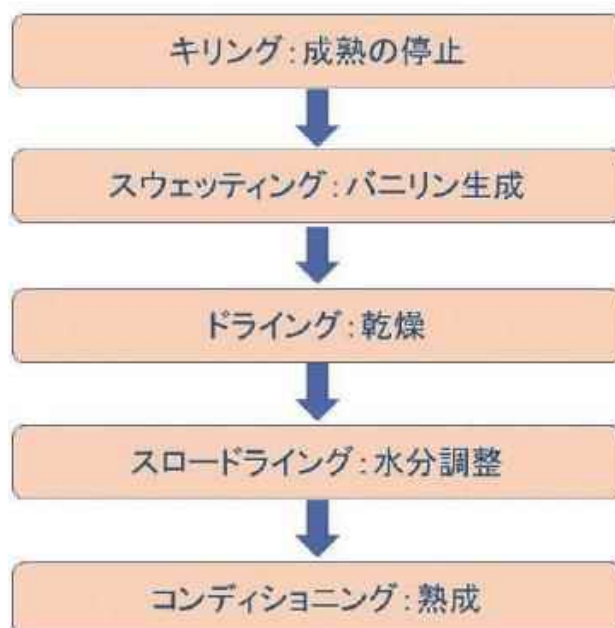 キリング：成熟の停止
スウェッティング：バニリン生成
ドライング：乾燥
スロードライング：水分調整
コンディショニング：熟成